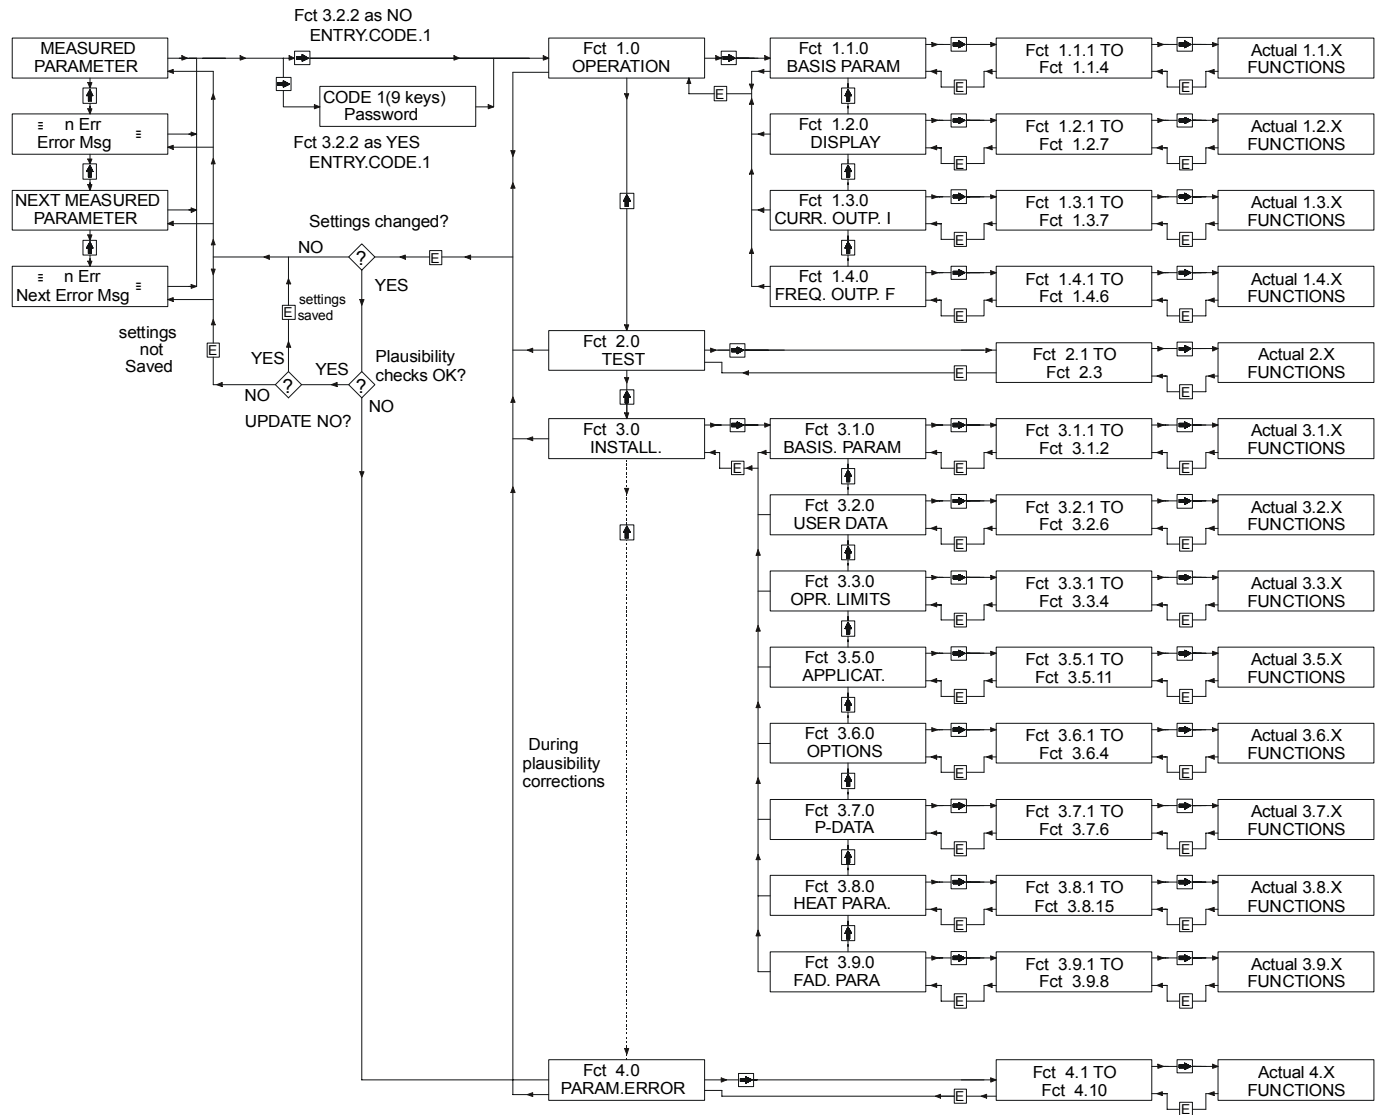 Fct 3.2.2 as NO
ENTRY.CODE.1
MEASURED
PARAMETER
CODE 1(9 keys)
Password
Fct 3.2.2 as YES
ENTRY.CODE.1
n Err
Error Msg
NEXT MEASURED
PARAMETER
n Err
Next Error Msg
Settings changed?
NO
?
E
YES
settings
saved
E
settings
not
Saved
E
YES
YES
Plausibility
checks OK?
?
?
NO
NO
UPDATE NO?
During
plausibility
corrections
Fct 1.0
OPERATION
E
Fct 1.1.0
BASIS PARAM
E
Fct 1.1.1 TO
Fct 1.1.4
E
Actual 1.1.X
FUNCTIONS
Fct 1.2.0
DISPLAY
E
Fct 1.2.1 TO
Fct 1.2.7
E
Actual 1.2.X
FUNCTIONS
Fct 1.3.0
CURR. OUTP. I
E
Fct 1.3.1 TO
Fct 1.3.7
E
Actual 1.3.X
FUNCTIONS
Fct 1.4.0
FREQ. OUTP. F
E
Fct 1.4.1 TO
Fct 1.4.6
E
Actual 1.4.X
FUNCTIONS
Fct 2.0
TEST
E
Fct 2.1 TO
Fct 2.3
E
Actual 2.X
FUNCTIONS
Fct 3.0
INSTALL.
E
Fct 3.1.0
BASIS. PARAM
E
Fct 3.1.1 TO
Fct 3.1.2
E
Actual 3.1.X
FUNCTIONS
Fct 3.2.0
USER DATA
E
Fct 3.2.1 TO
Fct 3.2.6
E
Actual 3.2.X
FUNCTIONS
Fct 3.3.0
OPR. LIMITS
E
Fct 3.3.1 TO
Fct 3.3.4
E
Actual 3.3.X
FUNCTIONS
Fct 3.5.0
APPLICAT.
E
Fct 3.5.1 TO
Fct 3.5.11
E
Actual 3.5.X
FUNCTIONS
Fct 3.6.0
OPTIONS
E
Fct 3.6.1 TO
Fct 3.6.4
E
Actual 3.6.X
FUNCTIONS
Fct 3.7.0
P-DATA
E
Fct 3.7.1 TO
Fct 3.7.6
E
Actual 3.7.X
FUNCTIONS
Fct 3.8.0
HEAT PARA.
E
Fct 3.8.1 TO
Fct 3.8.15
E
Actual 3.8.X
FUNCTIONS
Fct 3.9.0
FAD. PARA
E
Fct 3.9.1 TO
Fct 3.9.8
E
Actual 3.9.X
FUNCTIONS
Fct 4.0
PARAM.ERROR
E
Fct 4.1 TO
Fct 4.10
E
Actual 4.X
FUNCTIONS